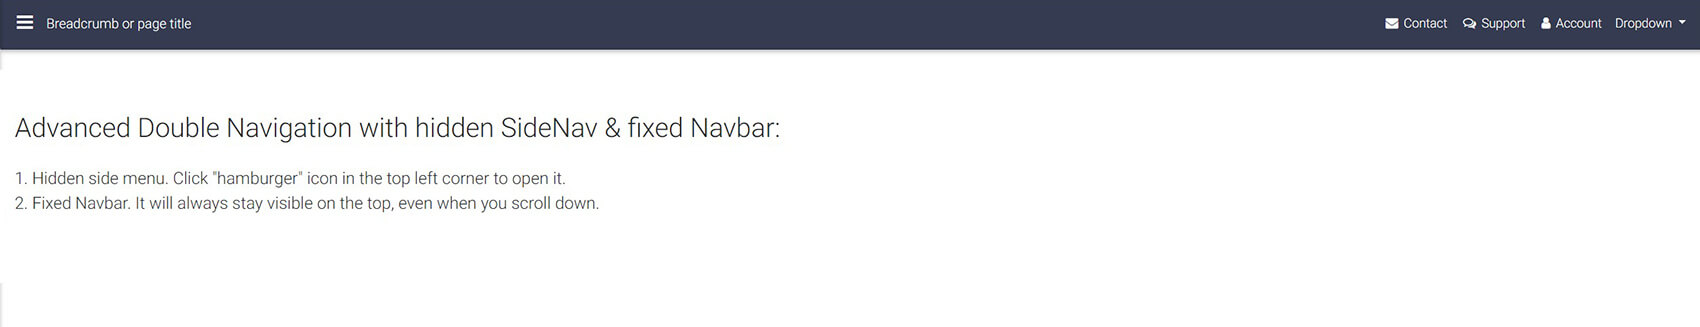 Breadcrumb or page title Contact Support Account Dropdown
Advanced Double Navigation with hidden SideNav & fixed Navbar:
1. Hidden side menu. Click "hamburger" icon in the top left corner to open it.
2. Fixed Navbar. It will always stay visible on the top, even when you scroll down.